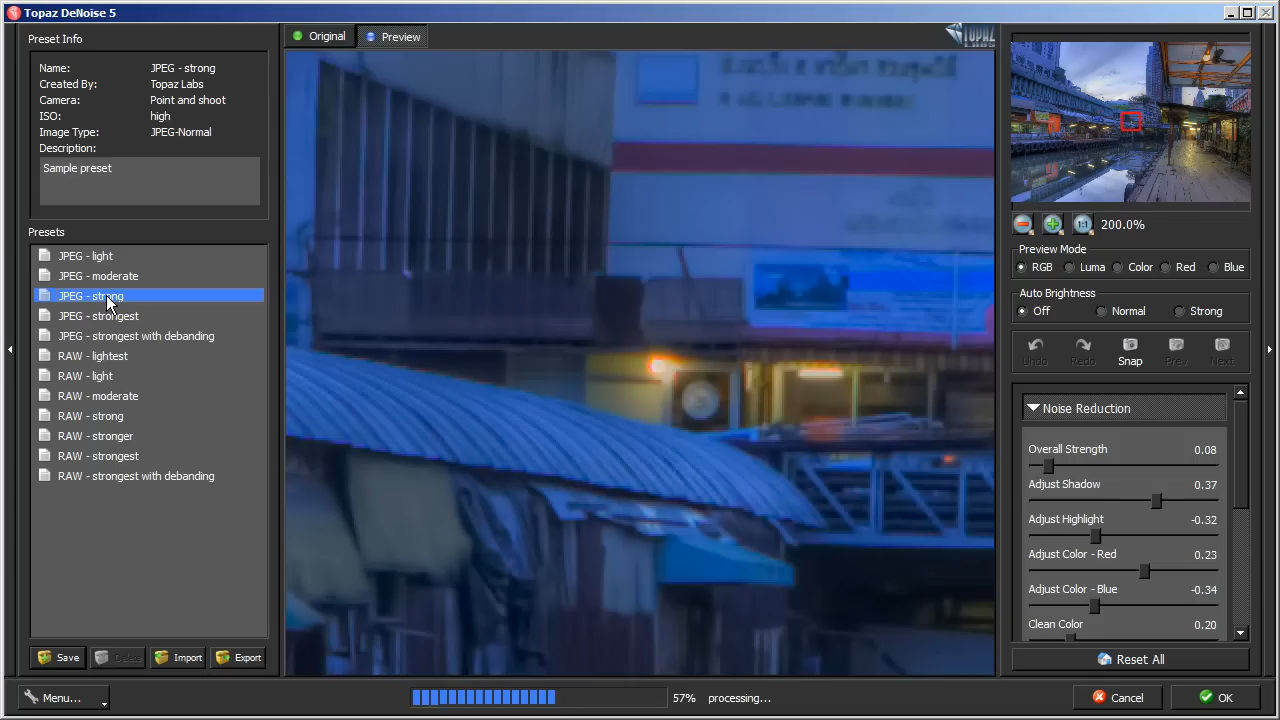 Topaz DeNoise 5
Preset Info
Name: JPEG - strong
Created By: Topaz Labs
Camera: Point and shoot
ISO: high
Image Type: JPEG-Normal
Description:
Sample preset
Presets
JPEG - light
JPEG - moderate
JPEG - strong
JPEG - strongest
JPEG - strongest with debanding
RAW - lightest
RAW - light
RAW - moderate
RAW - strong
RAW - stronger
RAW - strongest
RAW - strongest with debanding
Save Delete Import Export
Menu...
Original Preview
TOPAZ
LABS
57% processing...
1:1 200.0%
Preview Mode
RGB Luma Color Red Blue
Auto Brightness
Off Normal Strong
Undo Redo Snap Prev Next
Noise Reduction
Overall Strength 0.08
Adjust Shadow 0.37
Adjust Highlight -0.32
Adjust Color - Red 0.23
Adjust Color - Blue -0.34
Clean Color 0.20
Reset All
Cancel OK